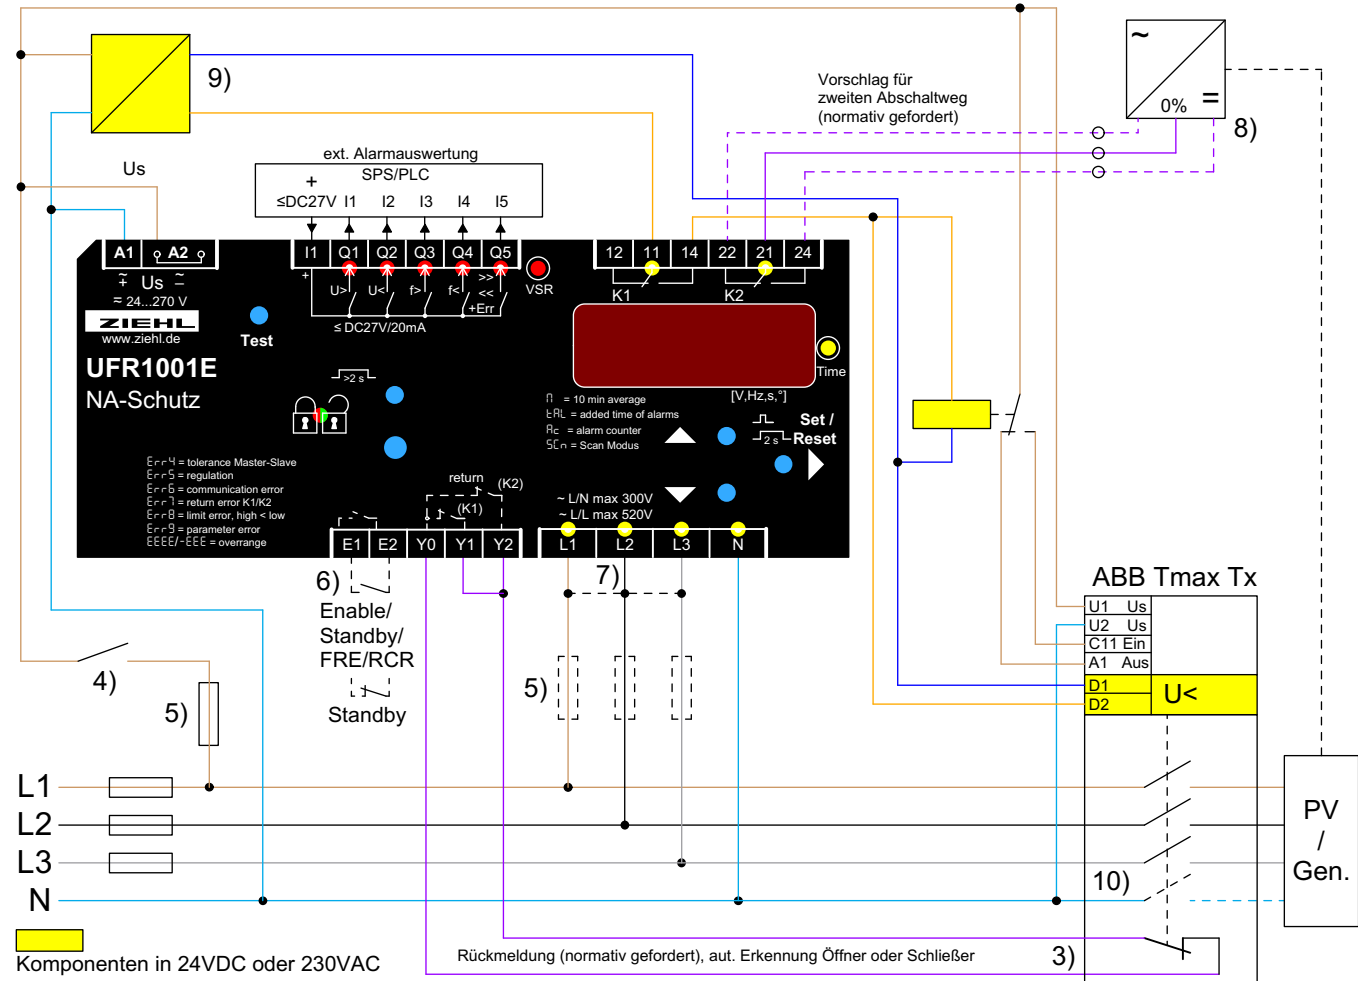 9)
Us
ext. Alarmauswertung
SPS/PLC
+
≤DC27V I1 I2 I3 I4 I5
Vorschlag für
zweiten Abschaltweg
(normativ gefordert)
~
0% =
8)
A1 A2
I1 Q1 Q2 Q3 Q4 Q5
12 11 14 22 21 24
~ Us ~
+ −
≂ 24...270 V
+ U> U< f> f< >>
<<
+Err
VSR
≤ DC27V/20mA
K1 K2
ZIEHL
www.ziehl.de
Test
UFR1001E
NA-Schutz
>2 s
Time
[V,Hz,s,°]
= 10 min average
tAL = added time of alarms
Ac = alarm counter
SCn = Scan Modus
2 s
Set /
Reset
Err4 = tolerance Master-Slave
Err5 = regulation
Err6 = communication error
Err7 = return error K1/K2
Err8 = limit error, high < low
Err9 = parameter error
EEEE/-EEE = overrange
return (K2)
(K1)
~ L/N max 300V
~ L/L max 520V
E1 E2 Y0 Y1 Y2
L1 L2 L3 N
6)
Enable/
Standby/
FRE/RCR
Standby
7)
5)
4)
5)
ABB Tmax Tx
U1 Us
U2 Us
C11 Ein
A1 Aus
D1
D2
U<
L1
L2
L3
N
10)
PV
/
Gen.
3)
Rückmeldung (normativ gefordert), aut. Erkennung Öffner oder Schließer
Komponenten in 24VDC oder 230VAC